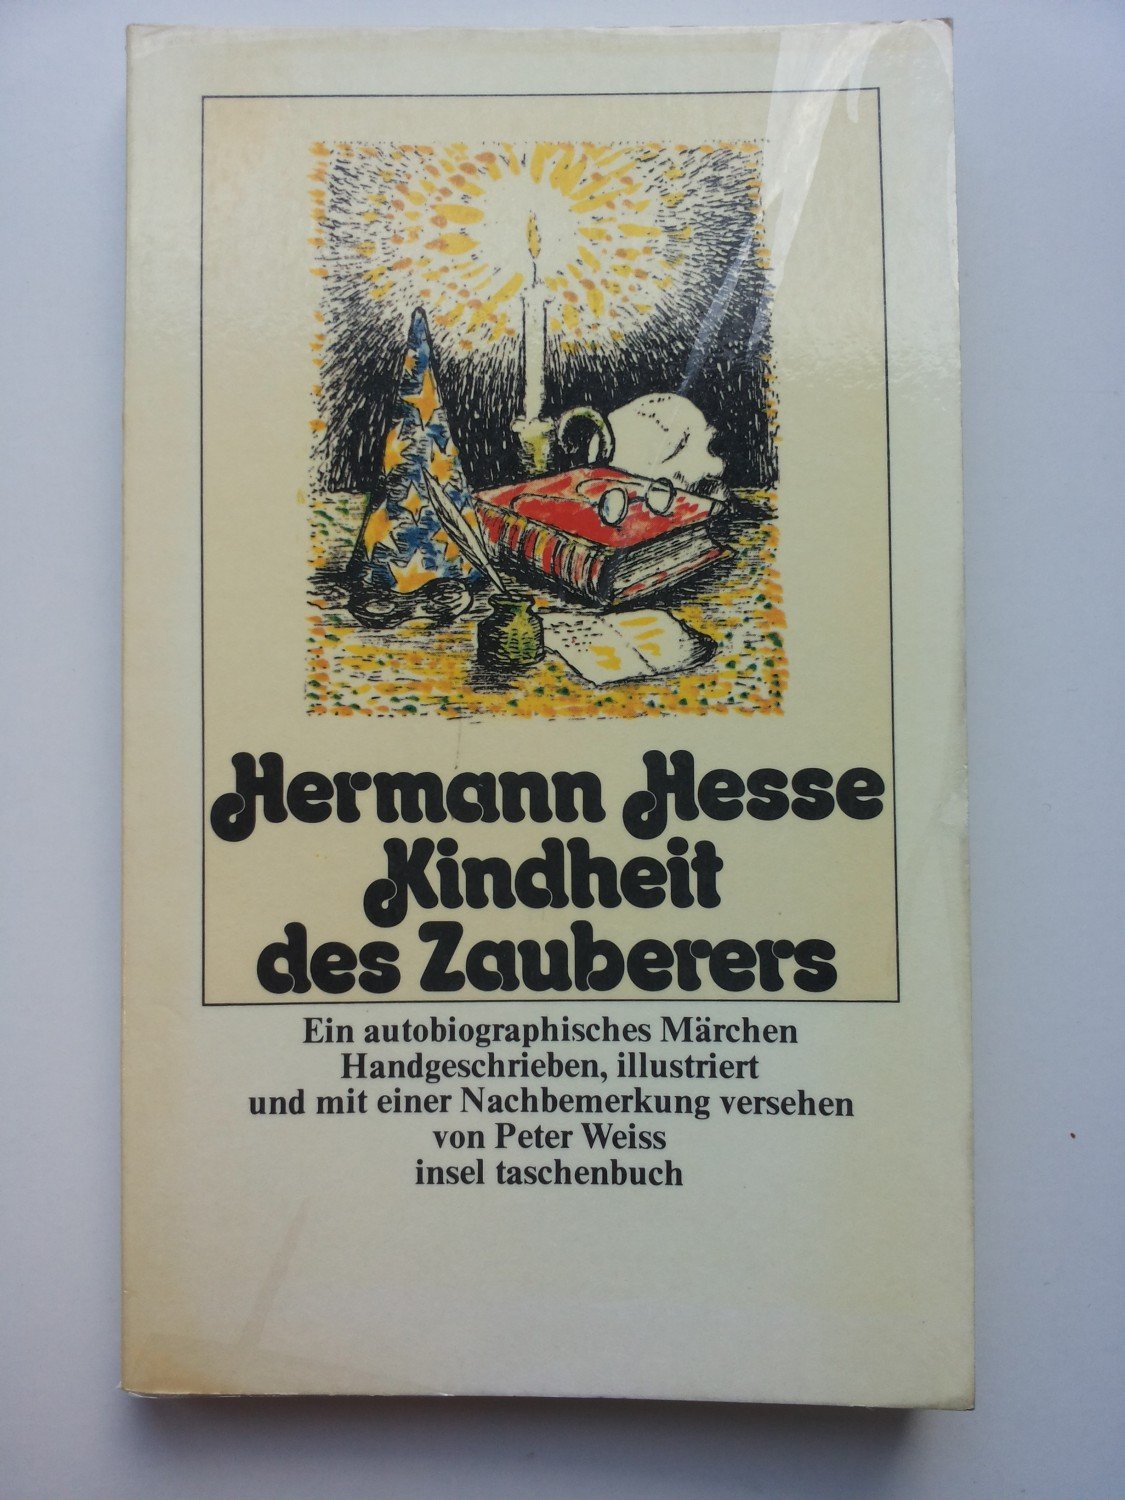 Hermann Hesse
Kindheit
des Zauberers
Ein autobiographisches Märchen
Handgeschrieben, illustriert
und mit einer Nachbemerkung versehen
von Peter Weiss
insel taschenbuch